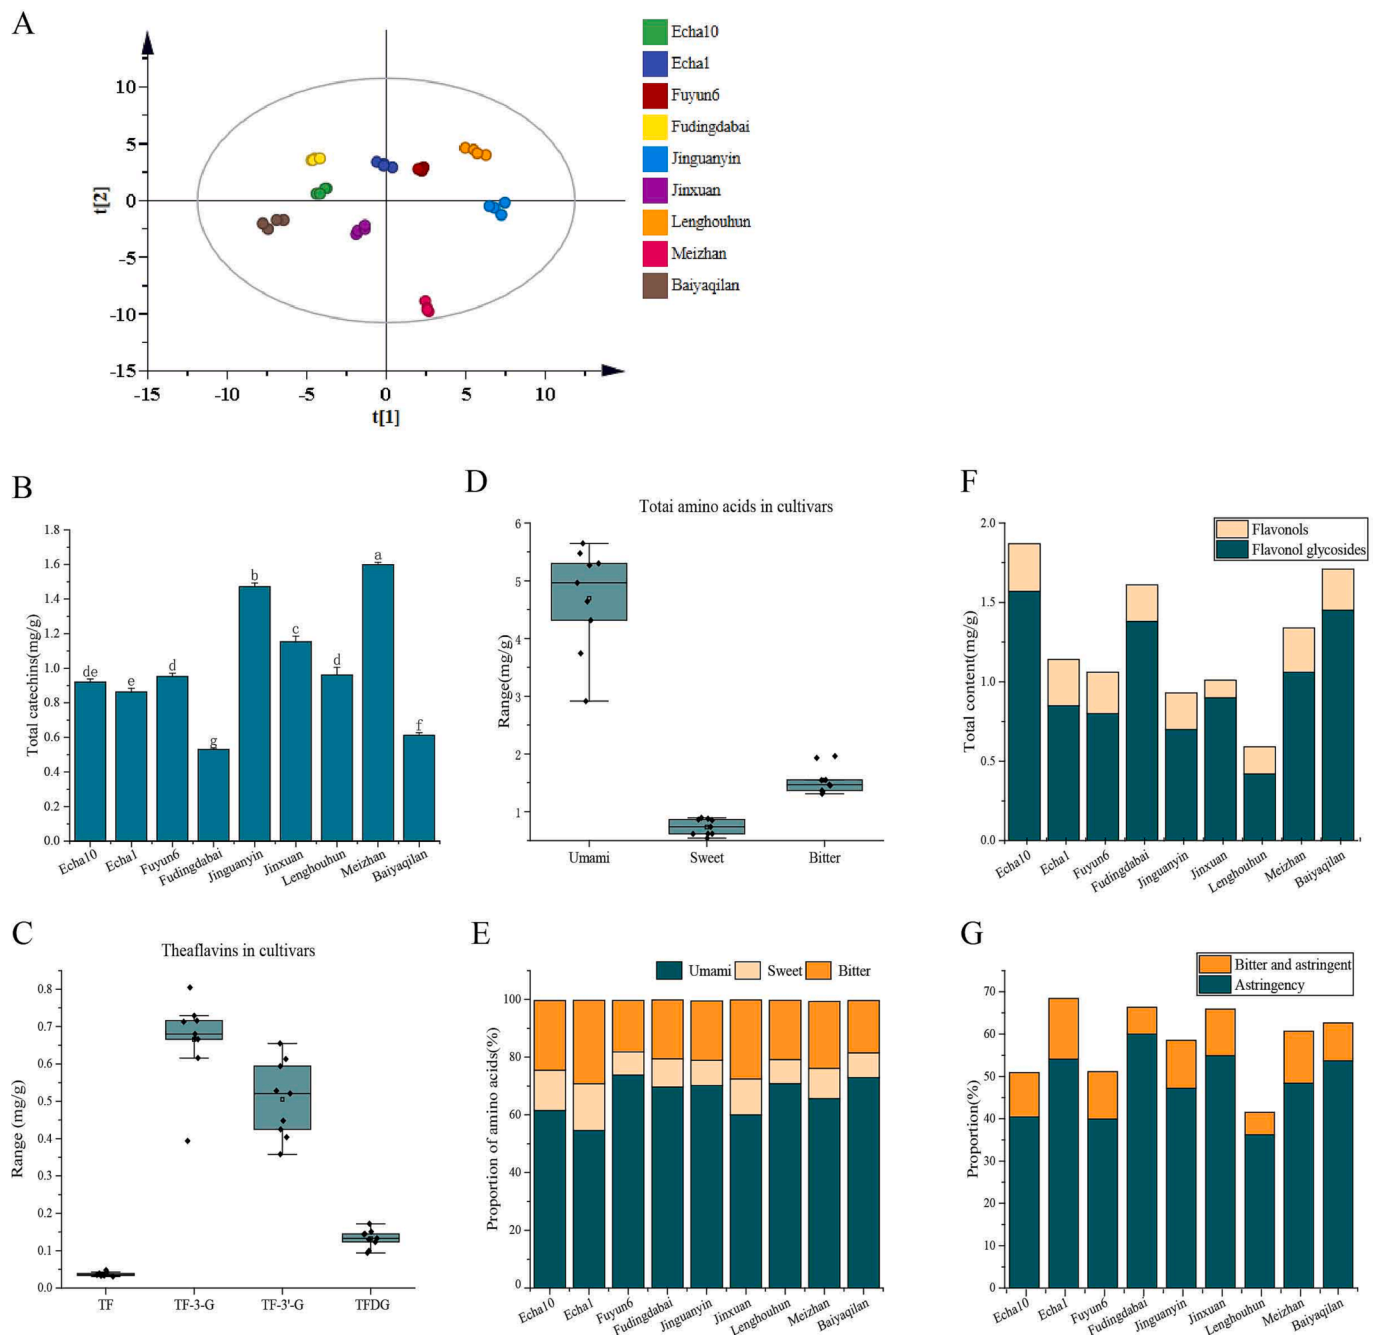 A
10
5
0
-5
-10
-15
t[2]
-15
-10
-5
0
5
10
t[1]
Echa10
Echa1
Fuyun6
Fudingdabai
Jinguanyin
Jinxuan
Lenghouhun
Meizhan
Baiyaqilan
B
Total catechins(mg/g)
1.8
1.6
1.4
1.2
1.0
0.8
0.6
0.4
0.2
0.0
de
e
d
g
b
c
d
a
f
Echa10
Echa1
Fuyun6
Fudingdabai
Jinguanyin
Jinxuan
Lenghouhun
Meizhan
Baiyaqilan
C
Theaflavins in cultivars
Range (mg/g)
0.8
0.7
0.6
0.5
0.4
0.3
0.2
0.1
0.0
TF
TF-3-G
TF-3'-G
TFDG
D
Totai amino acids in cultivars
Range(mg/g)
6
5
4
3
2
1
Umami
Sweet
Bitter
E
Umami
Sweet
Bitter
Proportion of amino acids(%)
100
80
60
40
20
0
Echa10
Echa1
Fuyun6
Fudingdabai
Jinguanyin
Jinxuan
Lenghouhun
Meizhan
Baiyaqilan
F
Flavonols
Flavonol glycosides
Total content(mg/g)
2.0
1.5
1.0
0.5
0.0
Echa10
Echa1
Fuyun6
Fudingdabai
Jinguanyin
Jinxuan
Lenghouhun
Meizhan
Baiyaqilan
G
Bitter and astringent
Astringency
Proportion(%)
70
60
50
40
30
20
10
0
Echa10
Echa1
Fuyun6
Fudingdabai
Jinguanyin
Jinxuan
Lenghouhun
Meizhan
Baiyaqilan